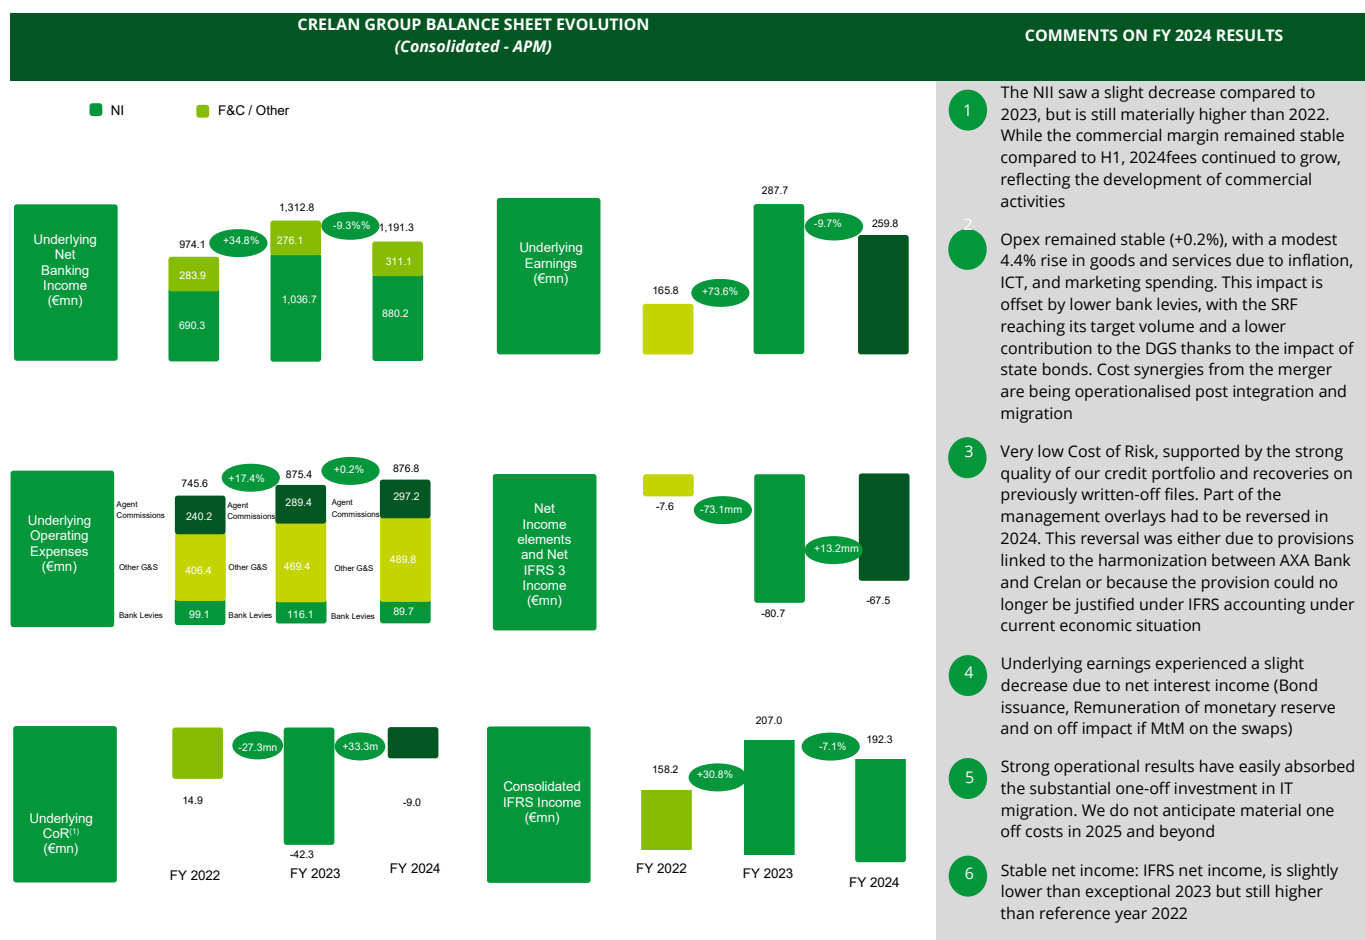 CRELAN GROUP BALANCE SHEET EVOLUTION
(Consolidated - APM)
COMMENTS ON FY 2024 RESULTS
NI
F&C / Other
Underlying
Net
Banking
Income
(€mn)
974.1
283.9
690.3
+34.8%
1,312.8
276.1
1,036.7
-9.3%%
1,191.3
311.1
880.2
Underlying
Earnings
(€mn)
165.8
+73.6%
287.7
-9.7%
259.8
Underlying
Operating
Expenses
(€mn)
Agent
Commissions
Other G&S
Bank Levies
745.6
240.2
406.4
99.1
+17.4%
Agent
Commissions
Other G&S
Bank Levies
875.4
289.4
469.4
116.1
+0.2%
Agent
Commissions
Other G&S
Bank Levies
876.8
297.2
489.8
89.7
Net
Income
elements
and Net
IFRS 3
Income
(€mn)
-7.6
-73.1mm
-80.7
+13.2mm
-67.5
Underlying
CoR(1)
(€mn)
14.9
-27.3mn
-42.3
+33.3m
-9.0
FY 2022
FY 2023
FY 2024
Consolidated
IFRS Income
(€mn)
158.2
+30.8%
207.0
-7.1%
192.3
FY 2022
FY 2023
FY 2024
1
The NII saw a slight decrease compared to
2023, but is still materially higher than 2022.
While the commercial margin remained stable
compared to H1, 2024fees continued to grow,
reflecting the development of commercial
activities
2
Opex remained stable (+0.2%), with a modest
4.4% rise in goods and services due to inflation,
ICT, and marketing spending. This impact is
offset by lower bank levies, with the SRF
reaching its target volume and a lower
contribution to the DGS thanks to the impact of
state bonds. Cost synergies from the merger
are being operationalised post integration and
migration
3
Very low Cost of Risk, supported by the strong
quality of our credit portfolio and recoveries on
previously written-off files. Part of the
management overlays had to be reversed in
2024. This reversal was either due to provisions
linked to the harmonization between AXA Bank
and Crelan or because the provision could no
longer be justified under IFRS accounting under
current economic situation
4
Underlying earnings experienced a slight
decrease due to net interest income (Bond
issuance, Remuneration of monetary reserve
and on off impact if MtM on the swaps)
5
Strong operational results have easily absorbed
the substantial one-off investment in IT
migration. We do not anticipate material one
off costs in 2025 and beyond
6
Stable net income: IFRS net income, is slightly
lower than exceptional 2023 but still higher
than reference year 2022